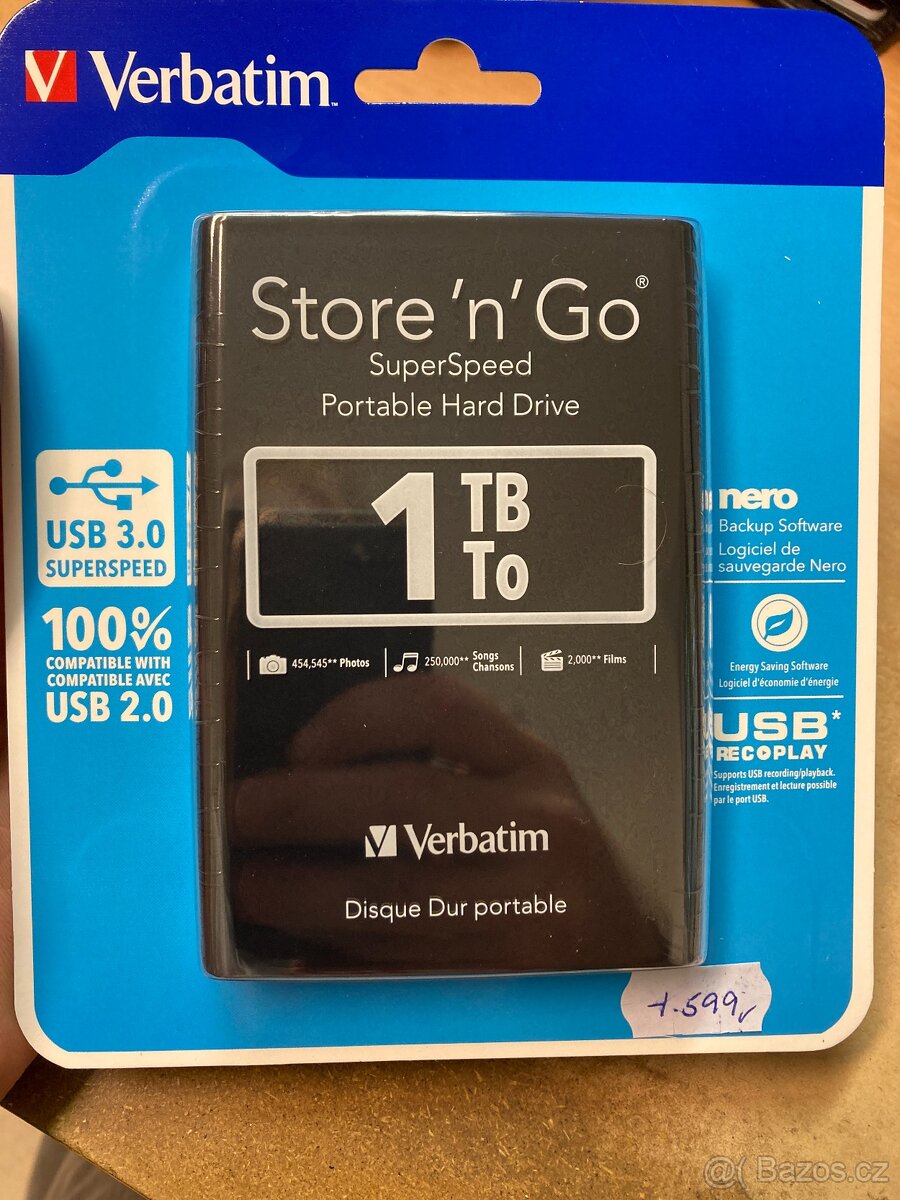 Verbatim™
Store 'n' Go®
SuperSpeed
Portable Hard Drive
1 TB
To
454,545** Photos
250,000** Songs
Chansons
2,000** Films
Verbatim
Disque Dur portable
USB 3.0
SUPERSPEED
100%
COMPATIBLE WITH
COMPATIBLE AVEC
USB 2.0
nero
Backup Software
Logiciel de
sauvegarde Nero
Energy Saving Software
Logiciel d'économie d'énergie
USB*
RECOPLAY
Supports USB recording/playback.
Enregistrement et lecture possible
par le port USB.
1.599,-
@( Bazos.cz